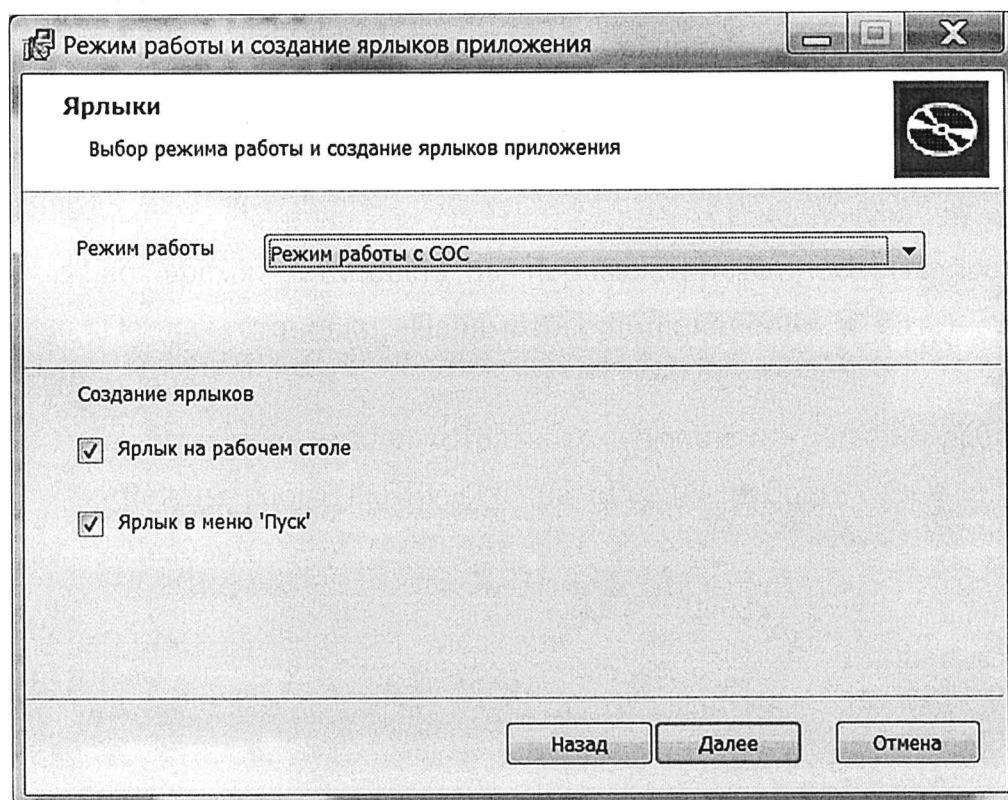 Режим работы и создание ярлыков приложения
Ярлыки
Выбор режима работы и создание ярлыков приложения
Режим работы
Режим работы с СОС
Создание ярлыков
Ярлык на рабочем столе
Ярлык в меню 'Пуск'
Назад
Далее
Отмена